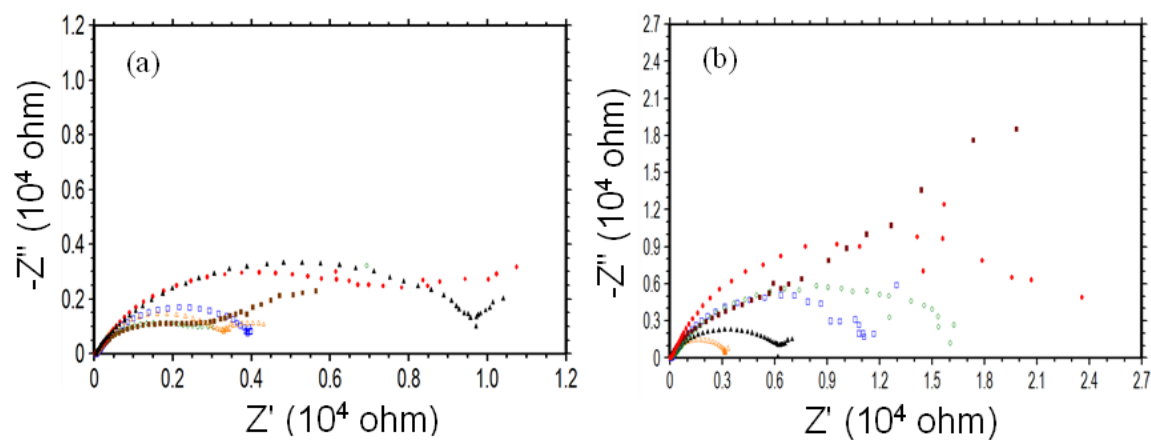 (a)
1.2
1.0
0.8
0.6
0.4
0.2
0
0 0.2 0.4 0.6 0.8 1.0 1.2
-Z'' (10⁴ ohm)
Z' (10⁴ ohm)
(b)
2.7
2.4
2.1
1.8
1.5
1.2
0.9
0.6
0.3
0
0 0.3 0.6 0.9 1.2 1.5 1.8 2.1 2.4 2.7
-Z'' (10⁴ ohm)
Z' (10⁴ ohm)